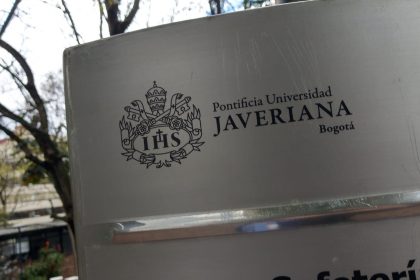 Pontificia Universidad
JAVERIANA
Bogotá
IHS